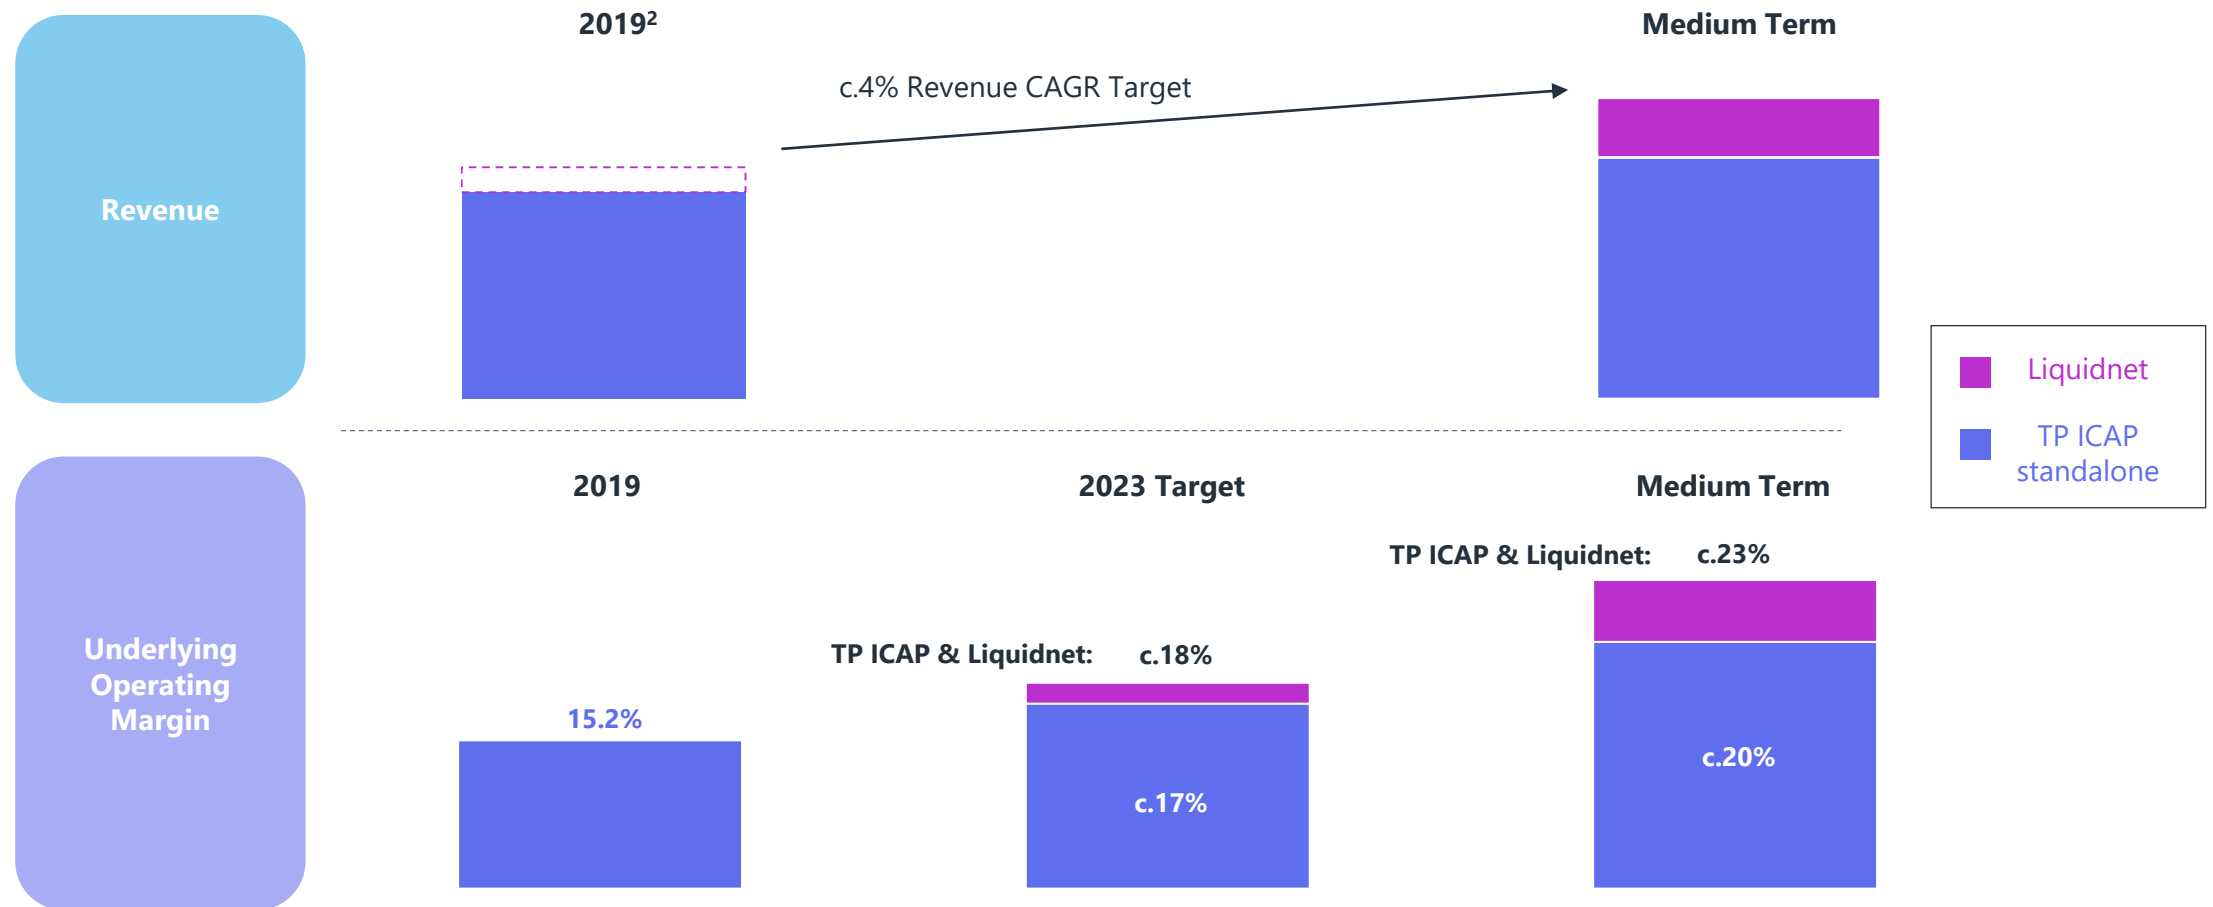 2019²
Medium Term
c.4% Revenue CAGR Target
Revenue
Liquidnet
TP ICAP
standalone
2019
2023 Target
Medium Term
TP ICAP & Liquidnet: c.23%
TP ICAP & Liquidnet: c.18%
Underlying
Operating
Margin
15.2%
c.17%
c.20%